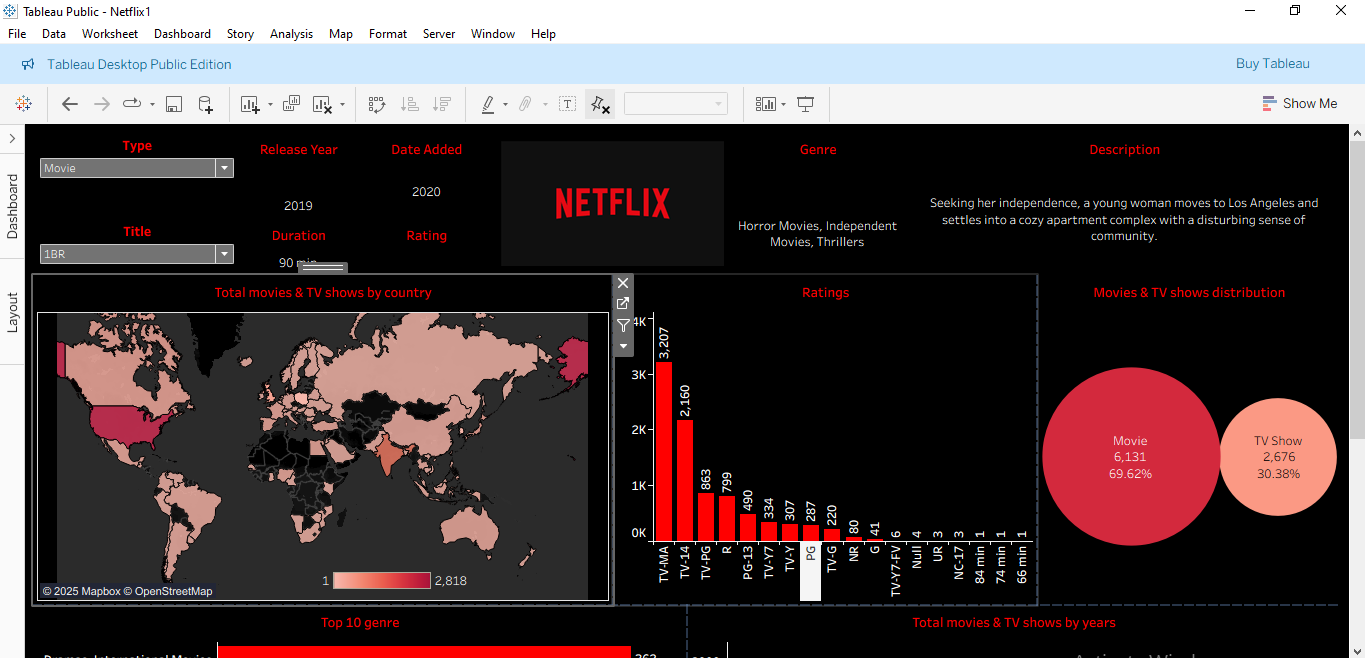 Tableau Public - Netflix1
File Data Worksheet Dashboard Story Analysis Map Format Server Window Help
Tableau Desktop Public Edition
Buy Tableau
T
Show Me
Dashboard
Layout
Type
Movie
Title
1BR
Release Year
2019
Duration
90 min
Date Added
2020
Rating
NETFLIX
Genre
Horror Movies, Independent
Movies, Thrillers
Description
Seeking her independence, a young woman moves to Los Angeles and
settles into a cozy apartment complex with a disturbing sense of
community.
Total movies & TV shows by country
1
2,818
© 2025 Mapbox © OpenStreetMap
Ratings
4K
3K
2K
1K
0K
3,207
2,160
863
799
490
334
307
287
220
80
41
6
4
3
3
1
1
1
TV-MA
TV-14
TV-PG
R
PG-13
TV-Y7
TV-Y
PG
TV-G
NR
G
TV-Y7-FV
Null
UR
NC-17
84 min
74 min
66 min
Movies & TV shows distribution
Movie
6,131
69.62%
TV Show
2,676
30.38%
Top 10 genre
Dramas, International Movies
362
Total movies & TV shows by years